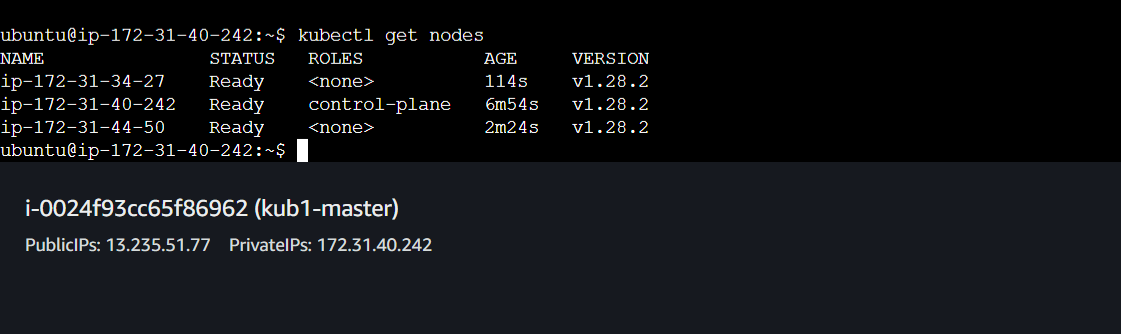 ubuntu@ip-172-31-40-242:~$ kubectl get nodes
NAME STATUS ROLES AGE VERSION
ip-172-31-34-27 Ready <none> 114s v1.28.2
ip-172-31-40-242 Ready control-plane 6m54s v1.28.2
ip-172-31-44-50 Ready <none> 2m24s v1.28.2
ubuntu@ip-172-31-40-242:~$
i-0024f93cc65f86962 (kub1-master)
PublicIPs: 13.235.51.77 PrivateIPs: 172.31.40.242